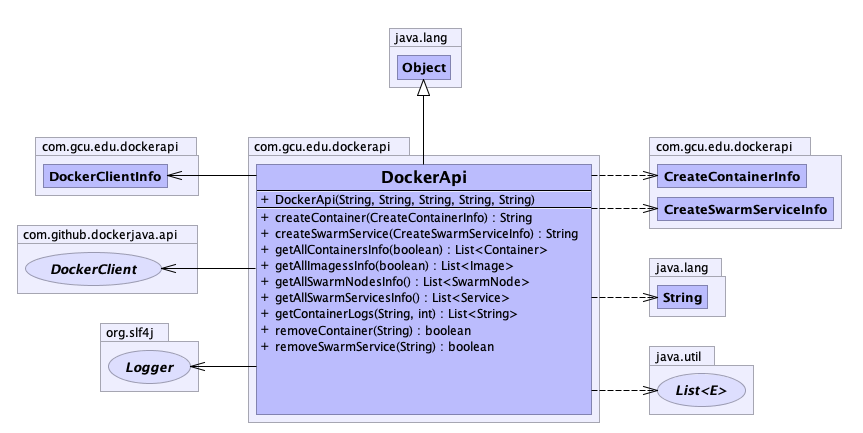 java.lang
Object
com.gcu.edu.dockerapi
DockerClientInfo
com.github.dockerjava.api
DockerClient
org.slf4j
Logger
com.gcu.edu.dockerapi
DockerApi
+ DockerApi(String, String, String, String, String)
+ createContainer(CreateContainerInfo) : String
+ createSwarmService(CreateSwarmServiceInfo) : String
+ getAllContainersInfo(boolean) : List<Container>
+ getAllImagessInfo(boolean) : List<Image>
+ getAllSwarmNodesInfo() : List<SwarmNode>
+ getAllSwarmServicesInfo() : List<Service>
+ getContainerLogs(String, int) : List<String>
+ removeContainer(String) : boolean
+ removeSwarmService(String) : boolean
com.gcu.edu.dockerapi
CreateContainerInfo
CreateSwarmServiceInfo
java.lang
String
java.util
List<E>